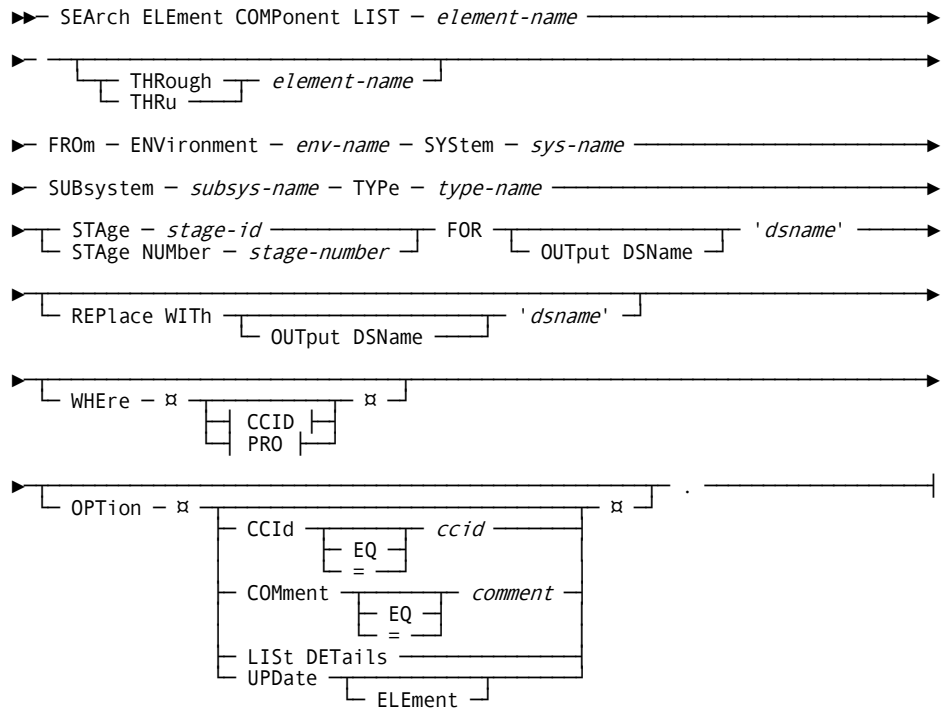 SEArch ELEment COMPonent LIST — element-name
THRough element-name
THRu
FROm — ENVironment — env-name — SYStem — sys-name
SUBsystem — subsys-name — TYPe — type-name
STAge — stage-id FOR 'dsname'
STAge NUMber — stage-number OUTput DSName
REPlace WITh 'dsname'
OUTput DSName
WHEre — ¤ ¤
CCID
PRO
.
OPTion — ¤ ¤
CCId ccid
EQ
=
COMment comment
EQ
=
LISt DETails
UPDate
ELEment